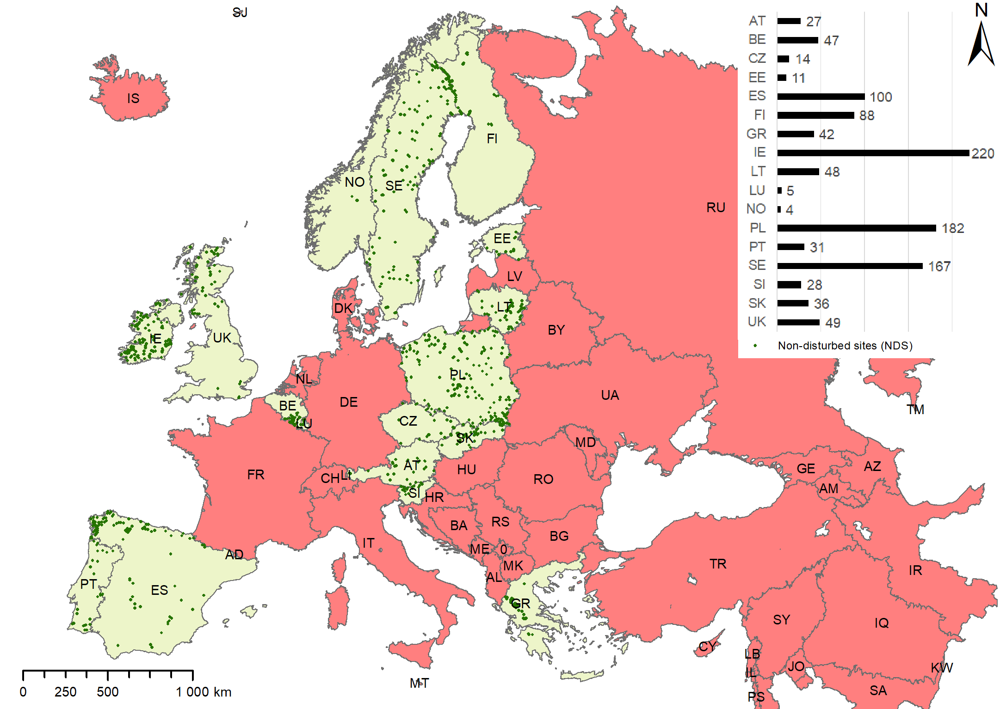 SJ
N
AT 27
BE 47
CZ 14
EE 11
ES 100
FI 88
GR 42
IE 220
LT 48
LU 5
NO 4
PL 182
PT 31
SE 167
SI 28
SK 36
UK 49
Non-disturbed sites (NDS)
IS
FI
NO
SE
RU
EE
LV
DK
LT
BY
IE
UK
PL
NL
UA
DE
BE
TM
CZ
LU
SK
MD
AT
AZ
GE
HU
FR
CH
LI
RO
AM
SI
HR
RS
BA
BG
IT
ME
0
AD
MK
TR
IR
AL
PT
ES
GR
SY
IQ
CY
LB
JO
KW
IL
MT
SA
PS
0 250 500 1 000 km